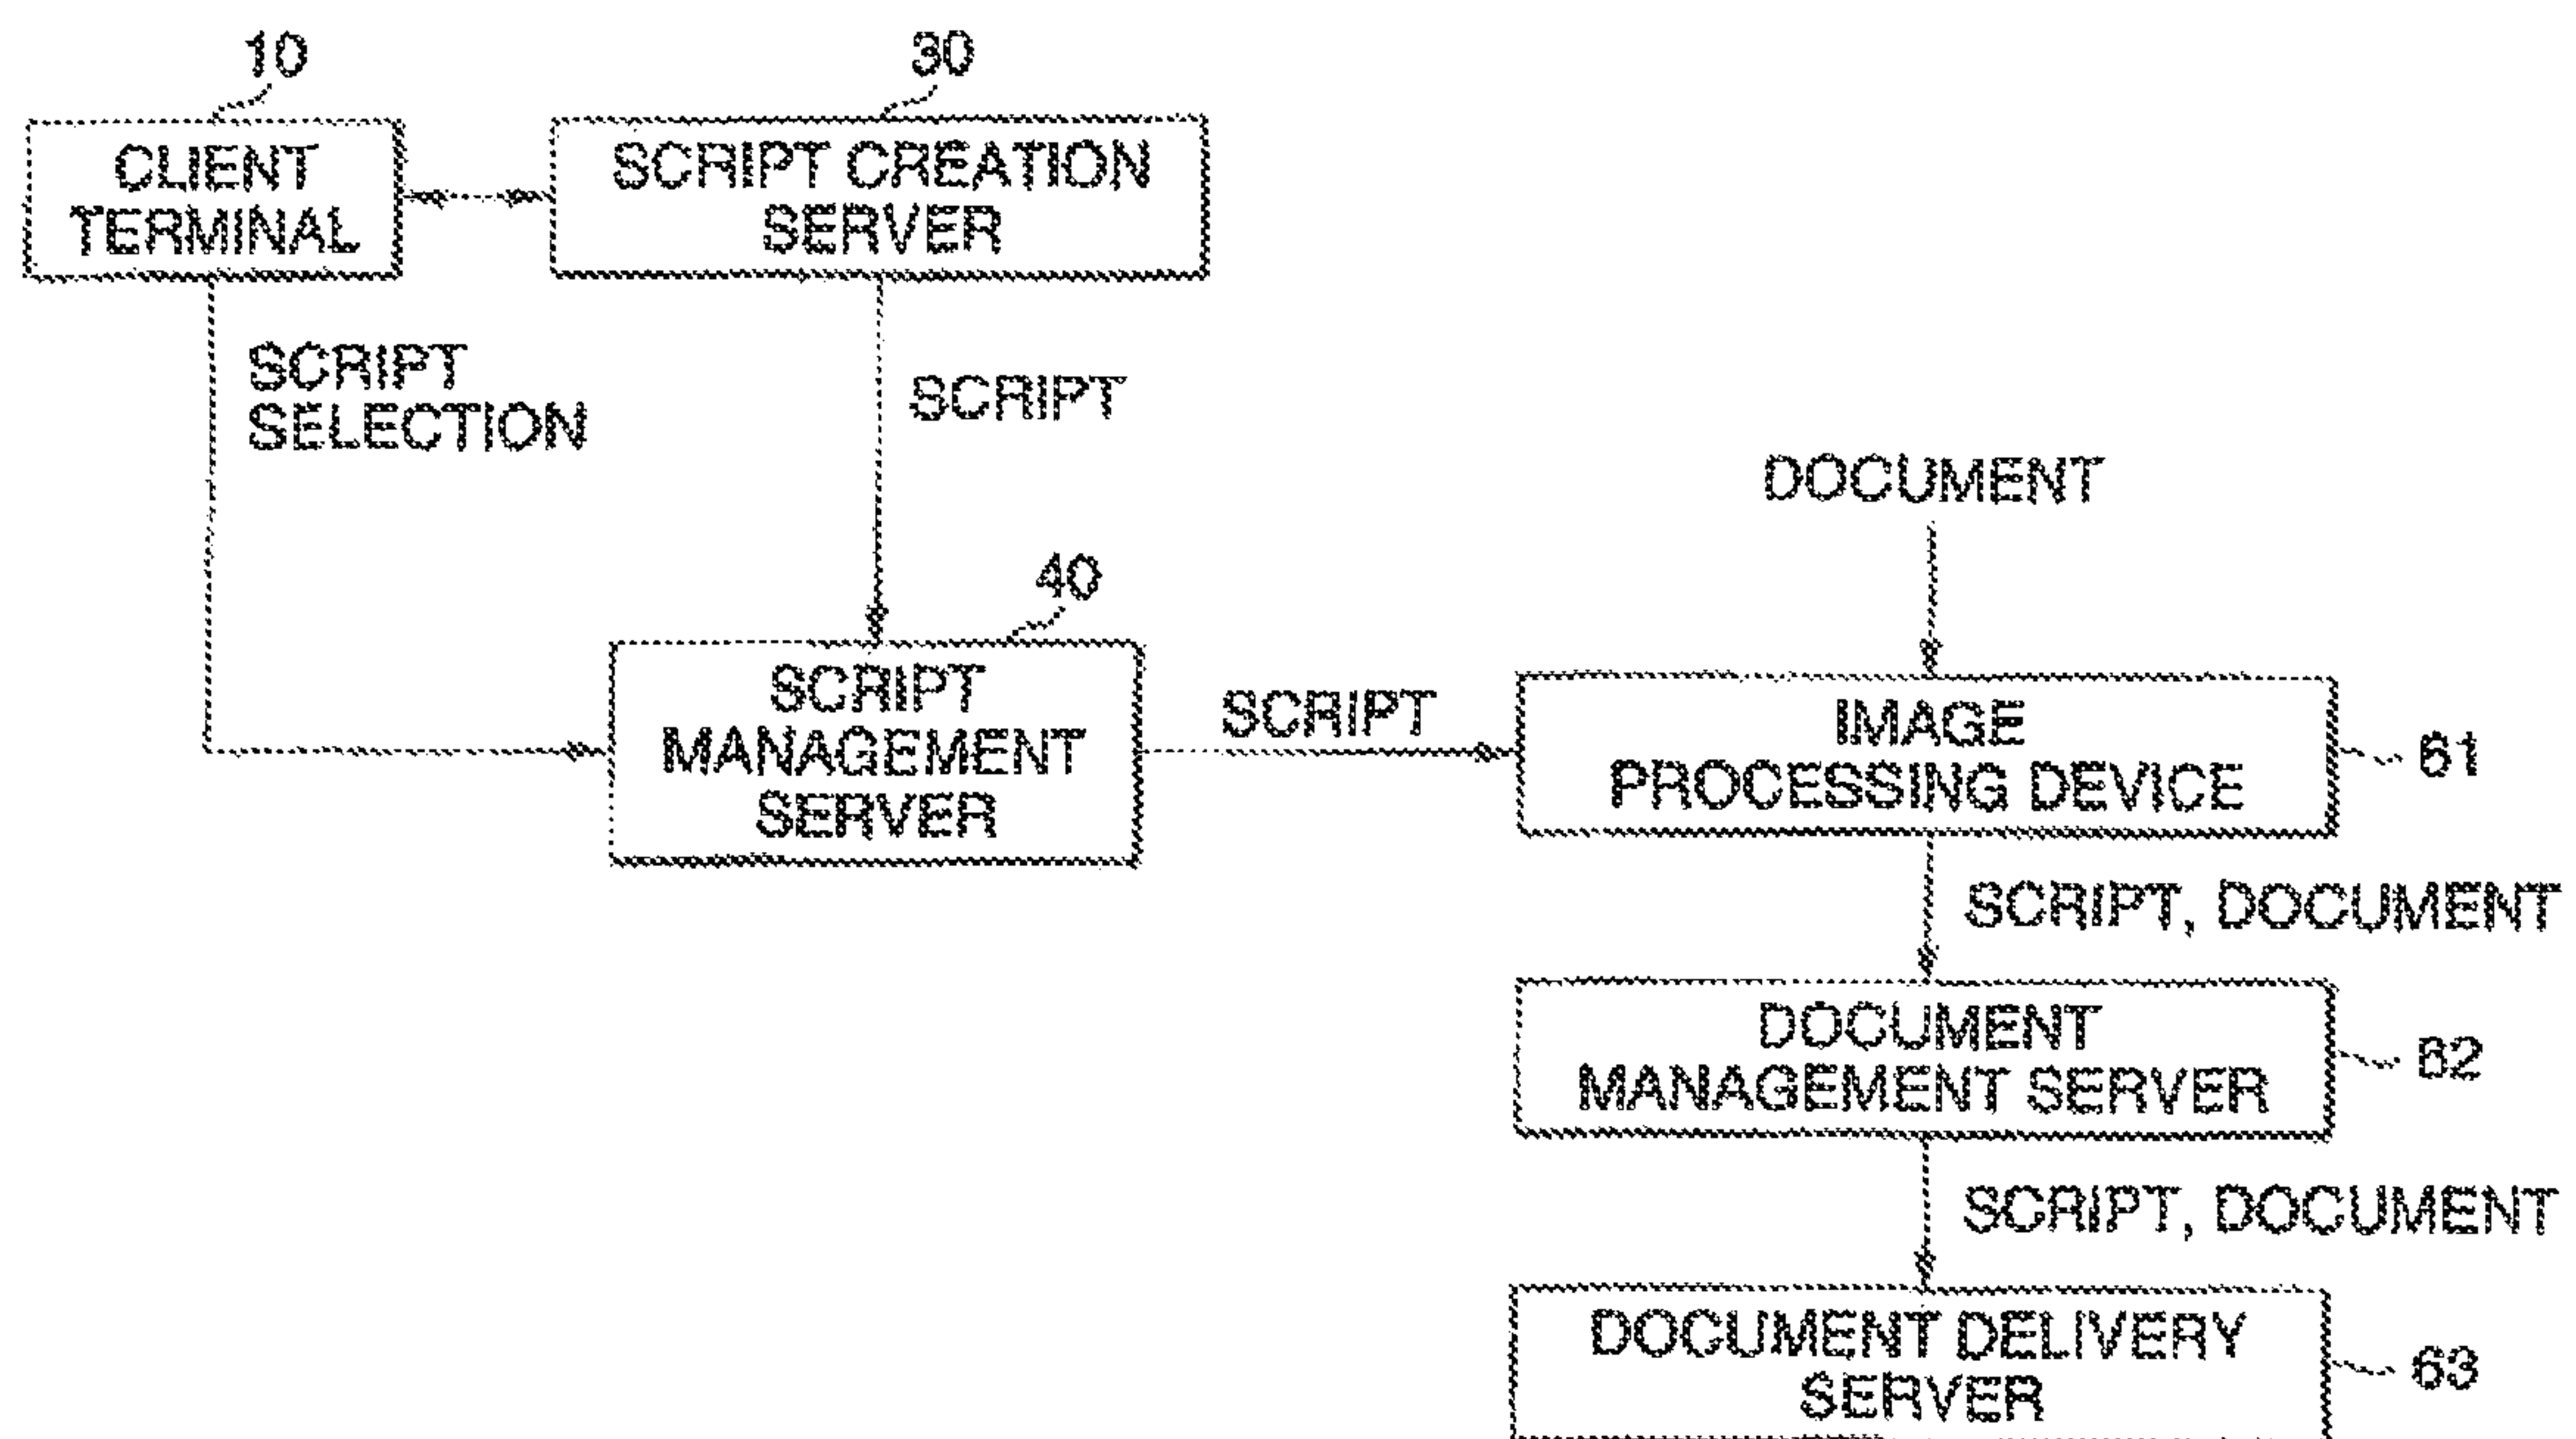 10
30
CLIENT
TERMINAL
SCRIPT CREATION
SERVER
SCRIPT
SELECTION
SCRIPT
DOCUMENT
40
SCRIPT
MANAGEMENT
SERVER
SCRIPT
IMAGE
PROCESSING DEVICE
61
SCRIPT, DOCUMENT
DOCUMENT
MANAGEMENT SERVER
62
SCRIPT, DOCUMENT
DOCUMENT DELIVERY
SERVER
63